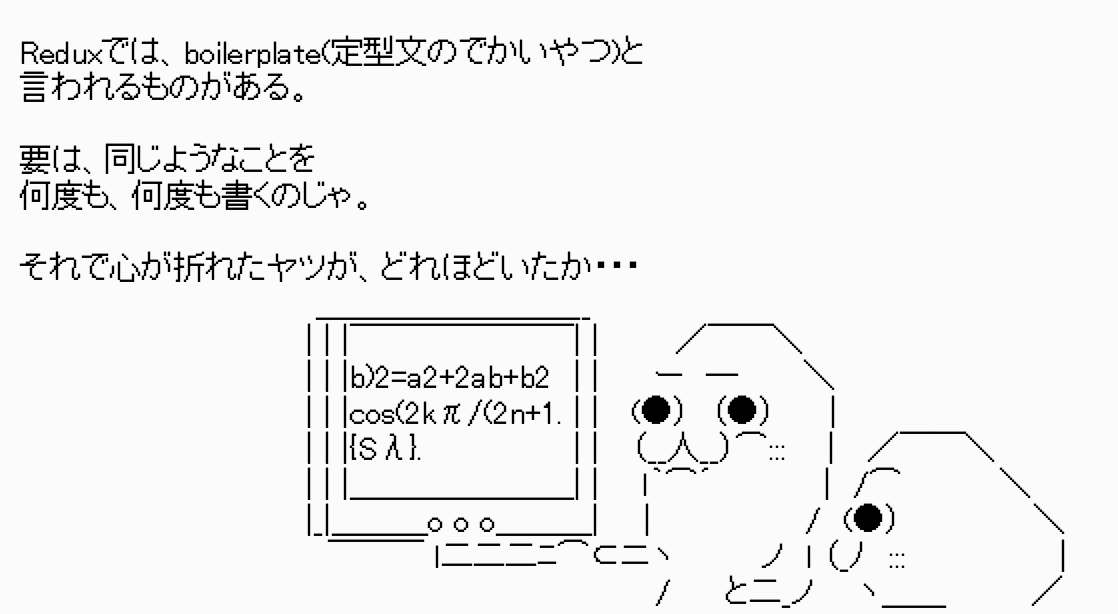 Reduxでは、boilerplate(定型文のでかいやつ)と
言われるものがある。
要は、同じようなことを
何度も、何度も書くのじゃ。
それで心が折れたヤツが、どれほどいたか・・・
b)2=a2+2ab+b2
cos(2kπ/(2n+1.
{Sλ}.